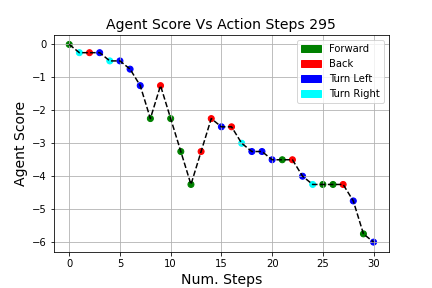 Agent Score Vs Action Steps 295
Agent Score
0
−1
−2
−3
−4
−5
−6
Forward
Back
Turn Left
Turn Right
0 5 10 15 20 25 30
Num. Steps